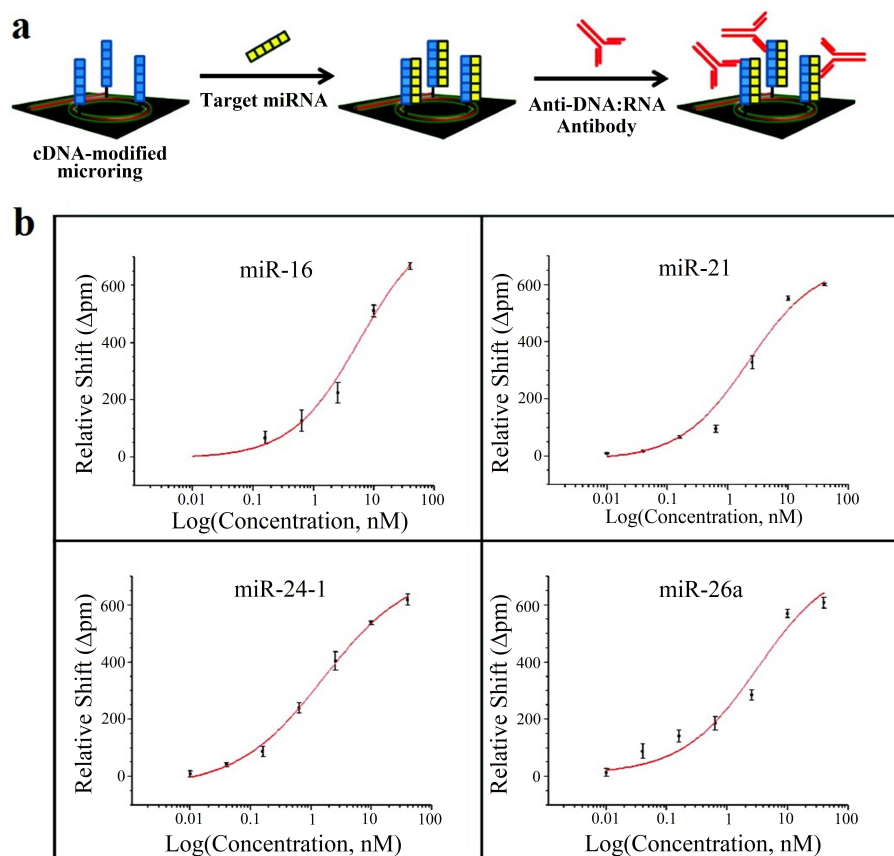 a
Target miRNA
Anti-DNA:RNA
Antibody
cDNA-modified
microring
b
miR-16
Relative Shift (Δpm)
600
400
200
0
0.01 0.1 1 10 100
Log(Concentration, nM)
miR-21
Relative Shift (Δpm)
600
400
200
0
0.01 0.1 1 10 100
Log(Concentration, nM)
miR-24-1
Relative Shift (Δpm)
600
400
200
0
0.01 0.1 1 10 100
Log(Concentration, nM)
miR-26a
Relative Shift (Δpm)
600
400
200
0
0.01 0.1 1 10 100
Log(Concentration, nM)